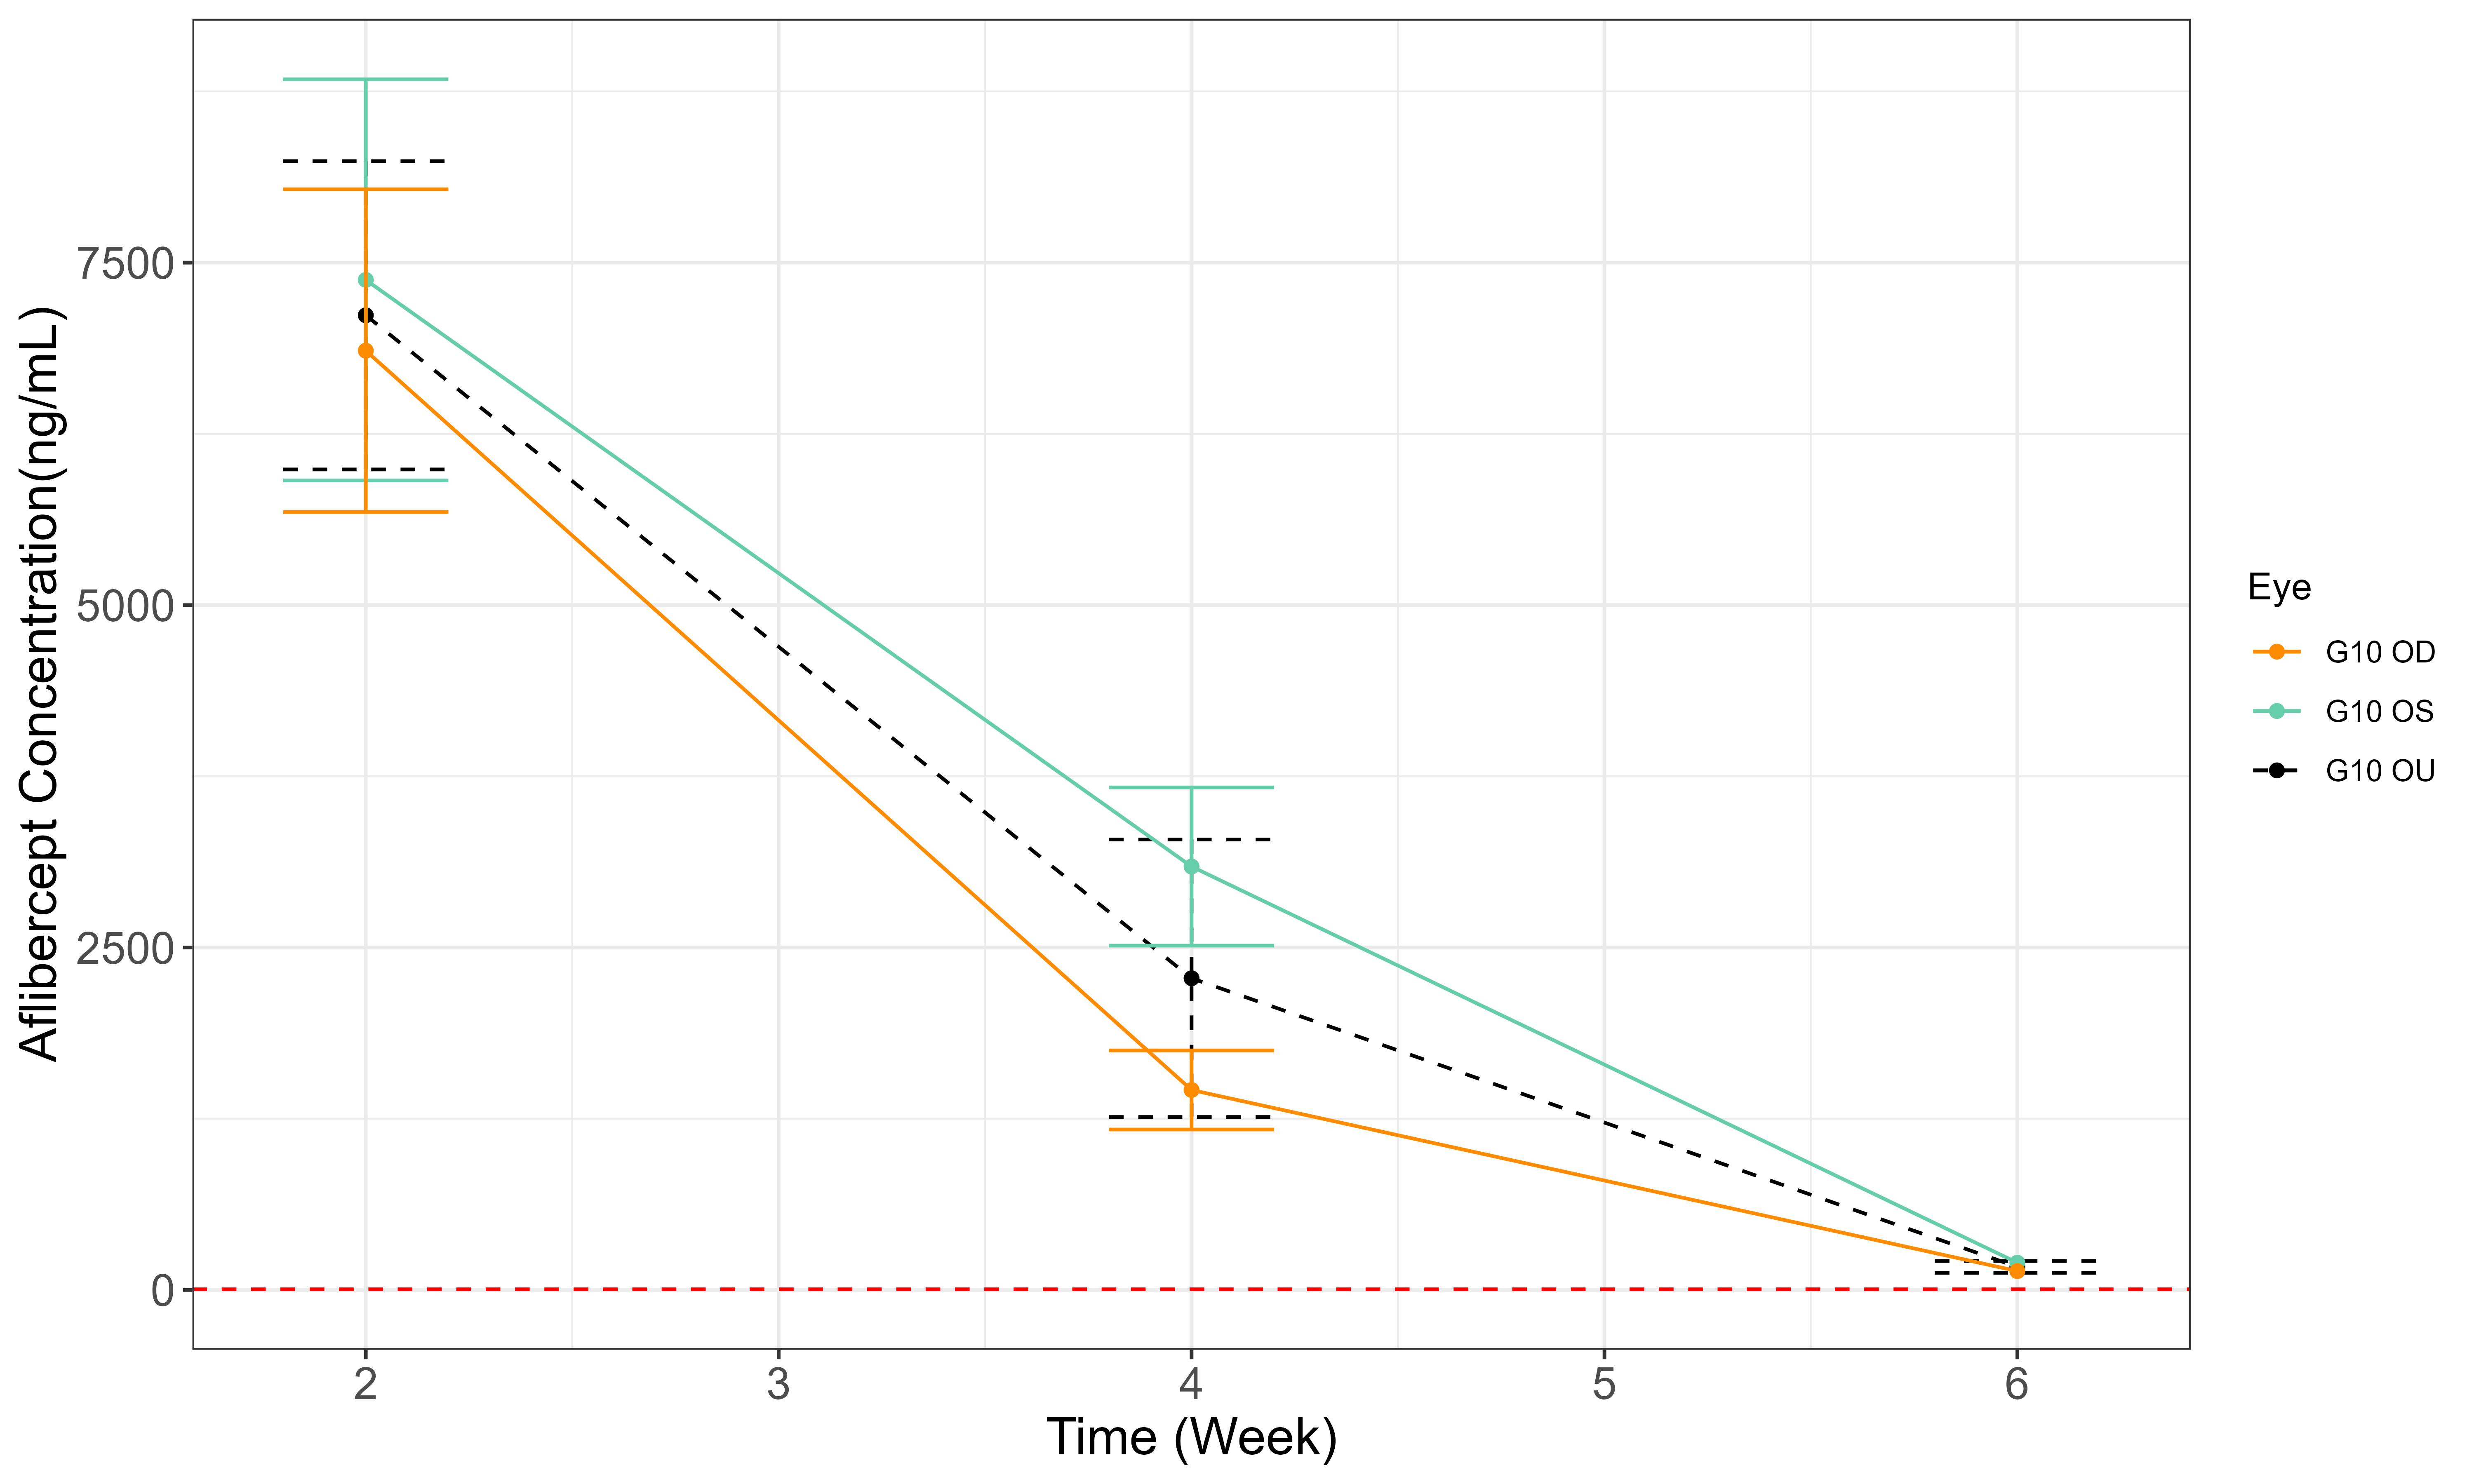 Aflibercept Concentration(ng/mL)
7500
5000
2500
0
2
3
4
5
6
Time (Week)
Eye
G10 OD
G10 OS
G10 OU